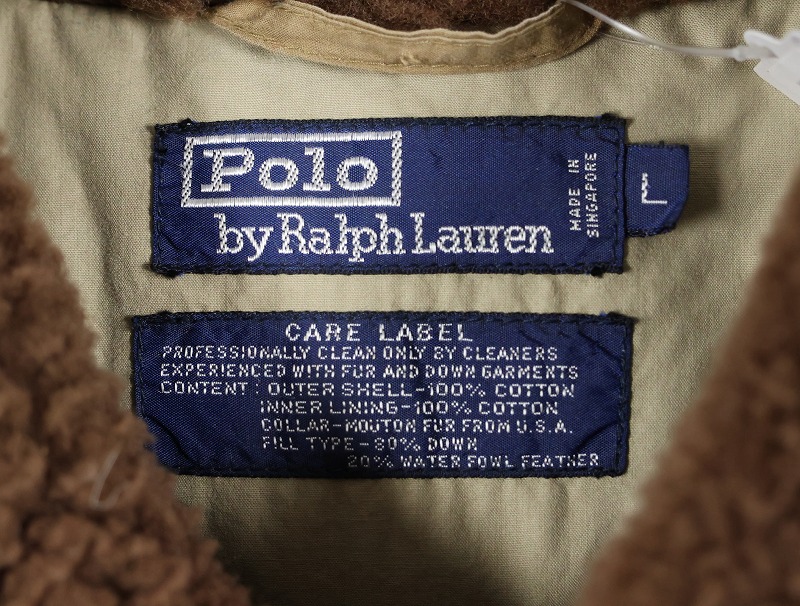 Polo
by Ralph Lauren
MADE IN
SINGAPORE
L
CARE LABEL
PROFESSIONALLY CLEAN ONLY BY CLEANERS
EXPERIENCED WITH FUR AND DOWN GARMENTS
CONTENT: OUTER SHELL-100% COTTON
INNER LINING-100% COTTON
COLLAR-MOUTON FUR FROM U.S.A.
FILL TYPE-80% DOWN
20% WATER FOWL FEATHER